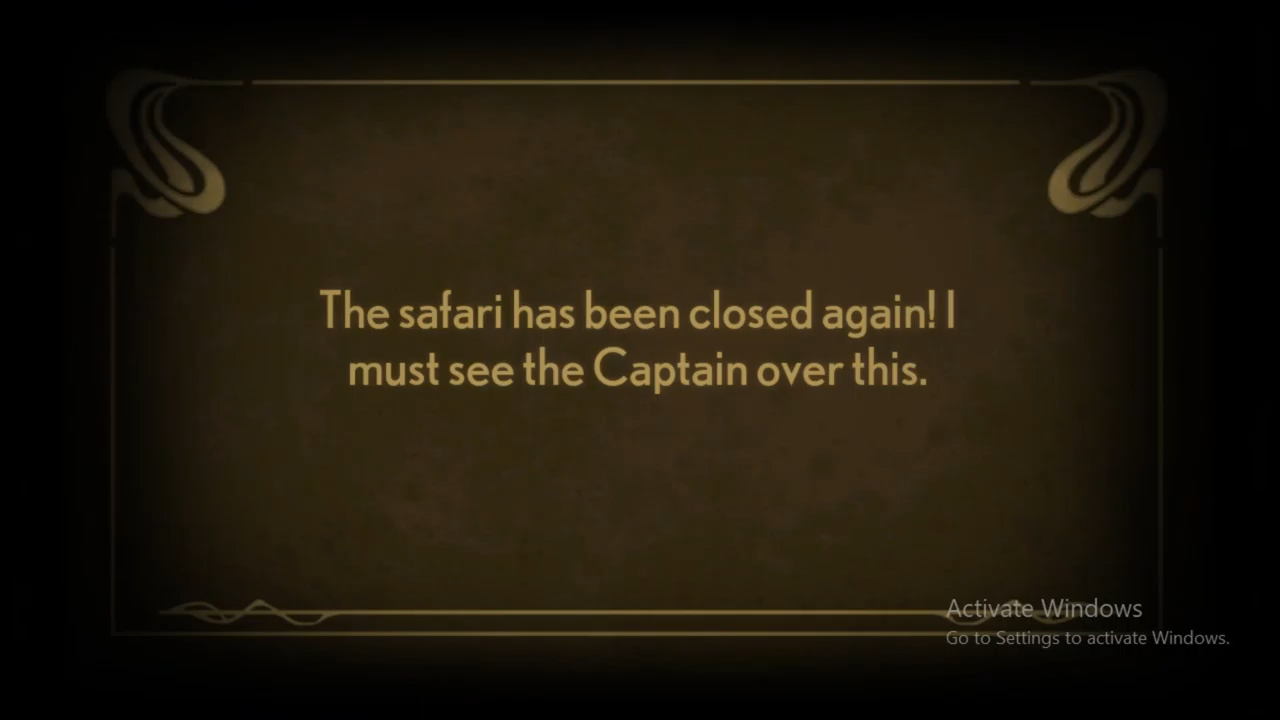 The safari has been closed again! I
must see the Captain over this.
Activate Windows
Go to Settings to activate Windows.